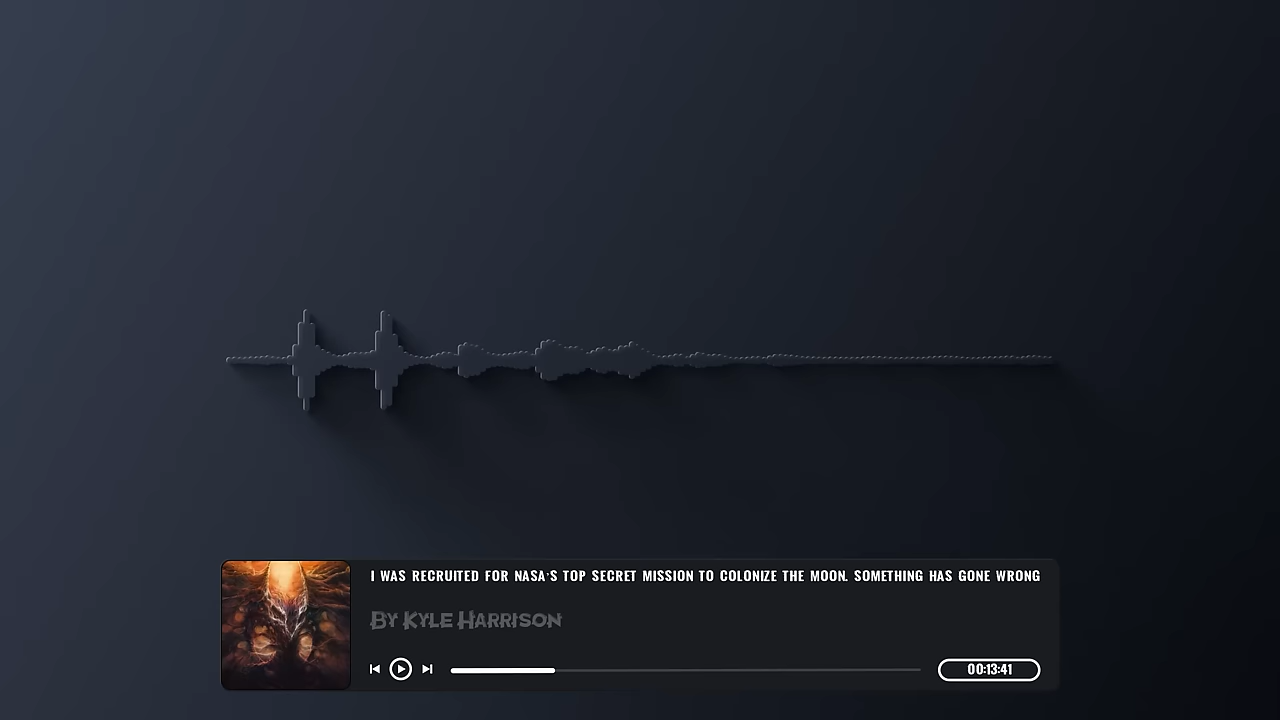 I WAS RECRUITED FOR NASA'S TOP SECRET MISSION TO COLONIZE THE MOON. SOMETHING HAS GONE WRONG
BY KYLE HARRISON
00:13:41